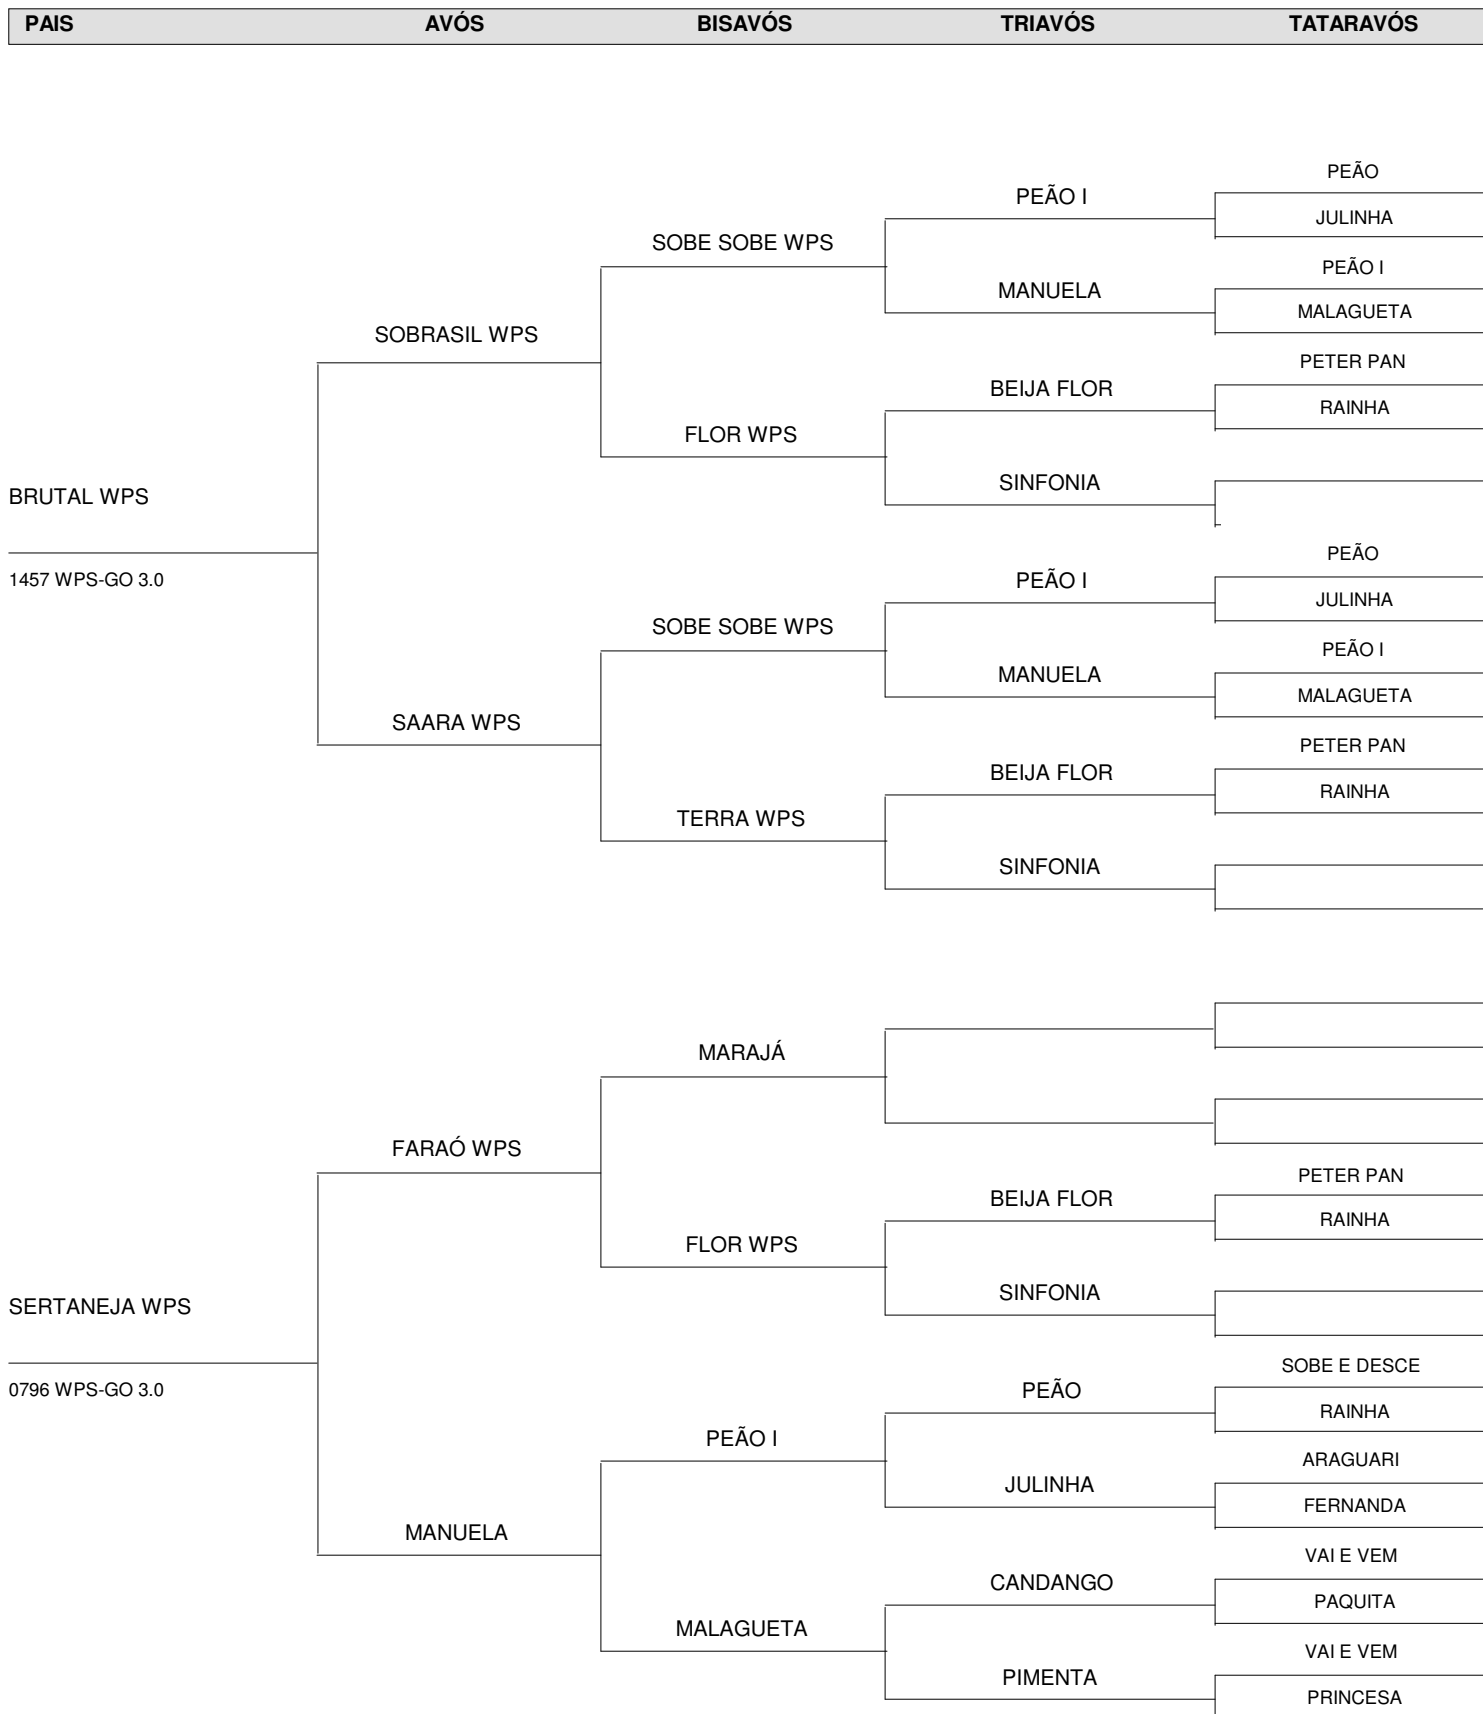 PAIS AVÓS BISAVÓS TRIAVÓS TATARAVÓS
PEÃO
PEÃO I
JULINHA
SOBE SOBE WPS
PEÃO I
MANUELA
MALAGUETA
SOBRASIL WPS
PETER PAN
BEIJA FLOR
RAINHA
FLOR WPS
SINFONIA
BRUTAL WPS
PEÃO
1457 WPS-GO 3.0
PEÃO I
JULINHA
SOBE SOBE WPS
PEÃO I
MANUELA
MALAGUETA
SAARA WPS
PETER PAN
BEIJA FLOR
RAINHA
TERRA WPS
SINFONIA
MARAJÁ
FARAÓ WPS
PETER PAN
BEIJA FLOR
RAINHA
FLOR WPS
SINFONIA
SERTANEJA WPS
SOBE E DESCE
0796 WPS-GO 3.0
PEÃO
RAINHA
PEÃO I
ARAGUARI
JULINHA
FERNANDA
MANUELA
VAI E VEM
CANDANGO
PAQUITA
MALAGUETA
VAI E VEM
PIMENTA
PRINCESA